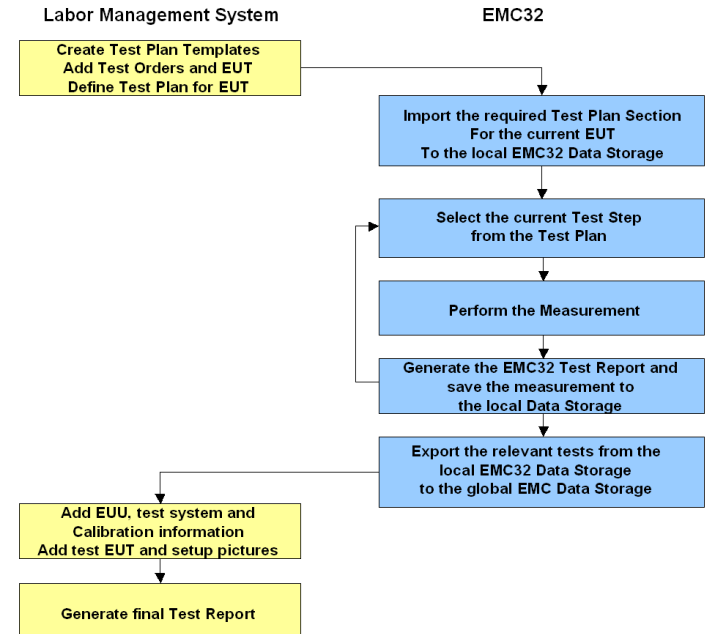 Labor Management System
EMC32
Create Test Plan Templates
Add Test Orders and EUT
Define Test Plan for EUT
Import the required Test Plan Section
For the current EUT
To the local EMC32 Data Storage
Select the current Test Step
from the Test Plan
Perform the Measurement
Generate the EMC32 Test Report and
save the measurement to
the local Data Storage
Export the relevant tests from the
local EMC32 Data Storage
to the global EMC Data Storage
Add EUU, test system and
Calibration information
Add test EUT and setup pictures
Generate final Test Report